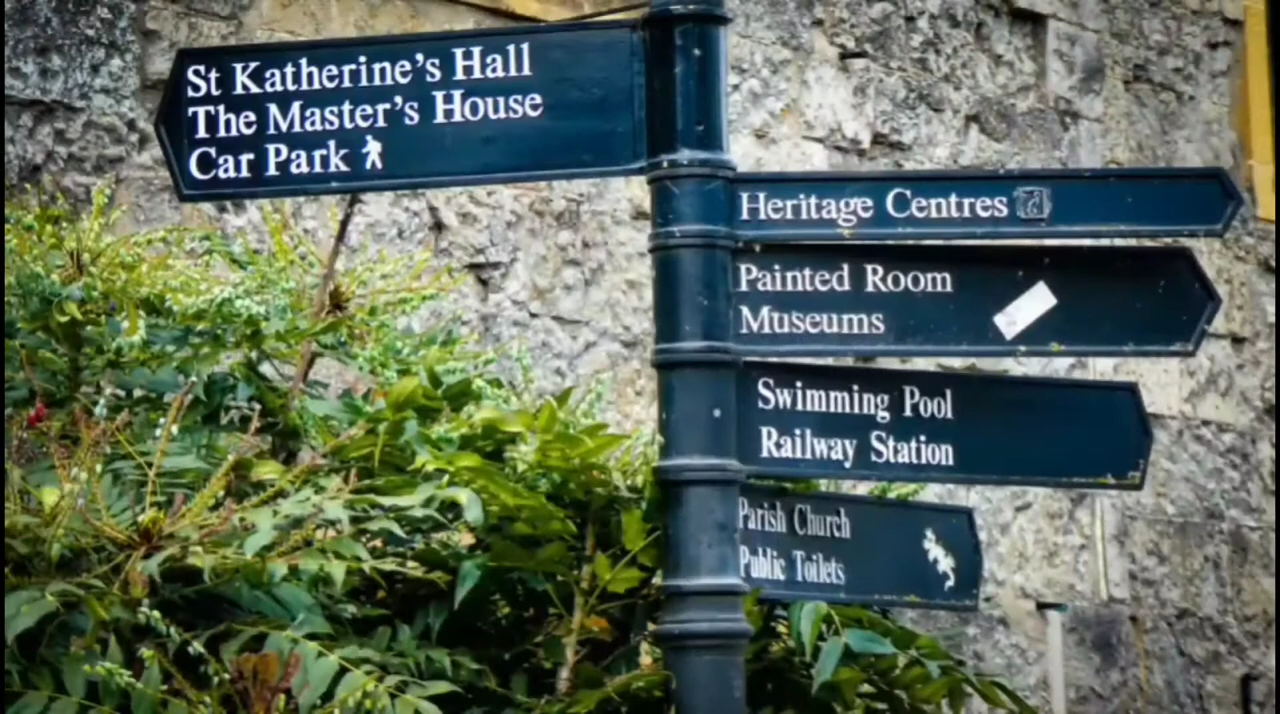 St Katherine's Hall
The Master's House
Car Park
Heritage Centres
Painted Room
Museums
Swimming Pool
Railway Station
Parish Church
Public Toilets